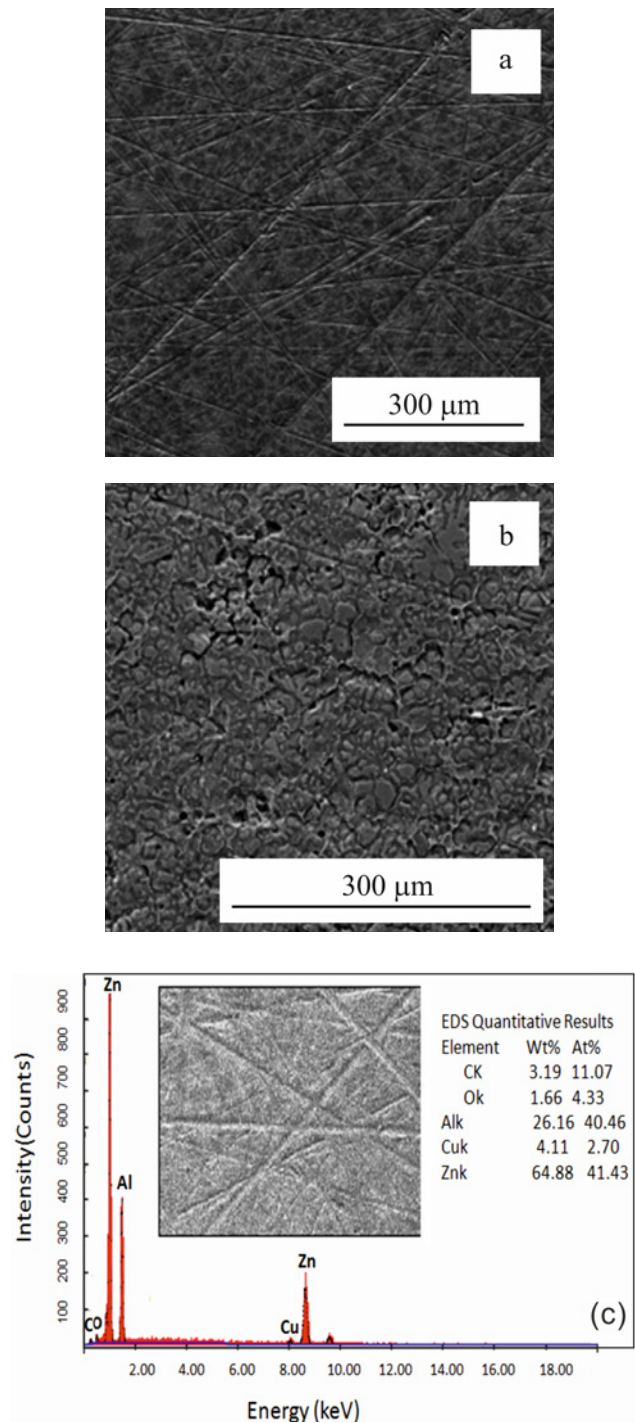 a
300 µm
b
300 µm
Zn
EDS Quantitative Results
Element Wt% At%
CK 3.19 11.07
Ok 1.66 4.33
Alk 26.16 40.46
Cuk 4.11 2.70
Znk 64.88 41.43
Intensity(Counts)
900
800
700
600
500
400
300
200
100
Al
Zn
C
O
Cu
(c)
2.00 4.00 6.00 8.00 10.00 12.00 14.00 16.00 18.00
Energy (keV)